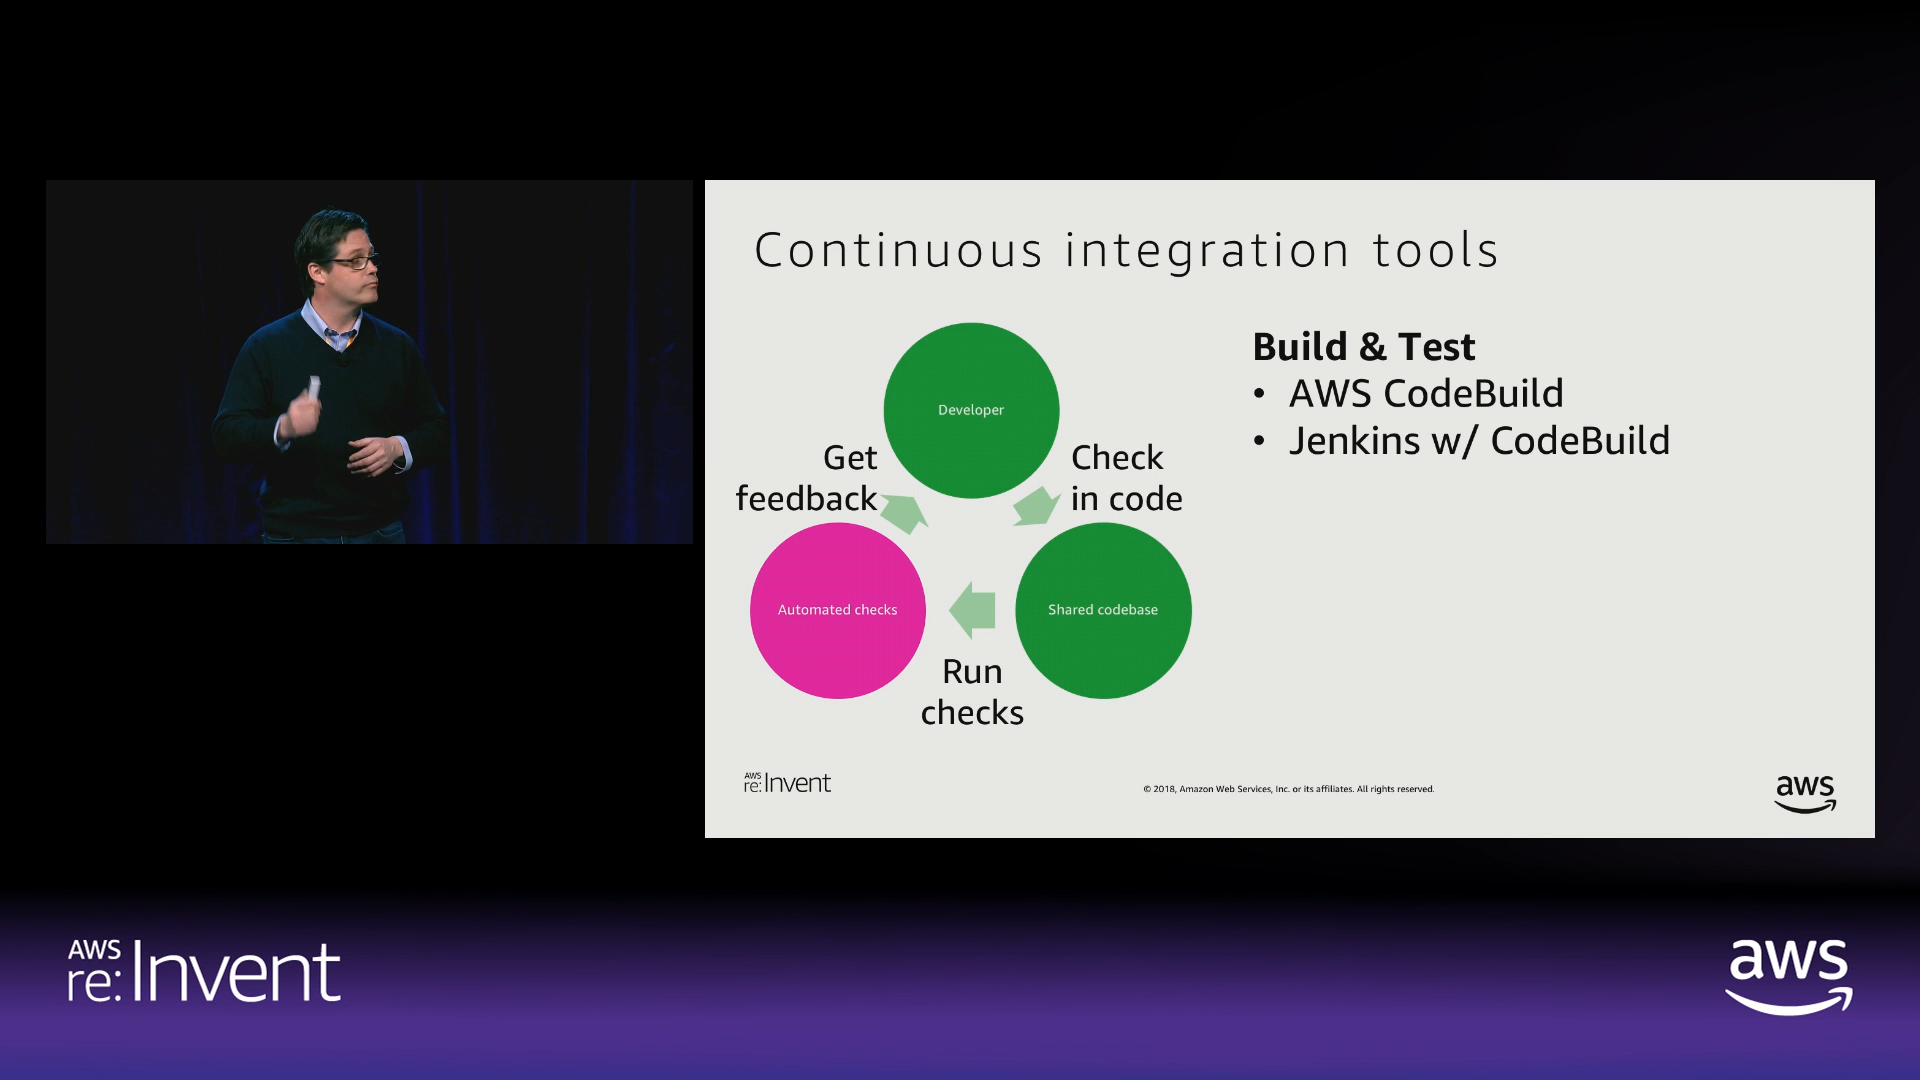 Continuous integration tools
Developer
Get
feedback
Check
in code
Automated checks
Shared codebase
Run
checks
Build & Test
• AWS CodeBuild
• Jenkins w/ CodeBuild
AWS
re:Invent
© 2018, Amazon Web Services, Inc. or its affiliates. All rights reserved.
aws
AWS
re:Invent
aws